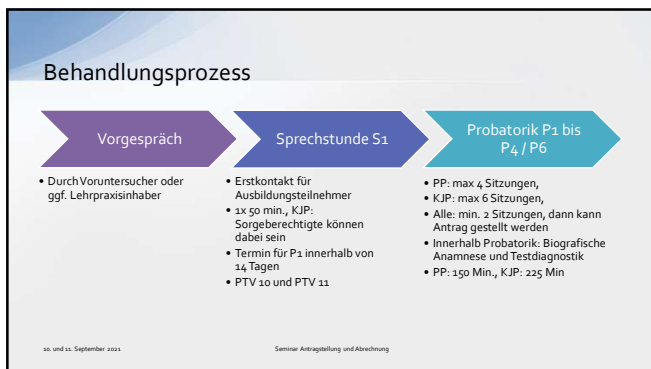 Behandlungsprozess
Vorgespräch
• Durch Voruntersucher oder
ggf. Lehrpraxisinhaber
Sprechstunde S1
• Erstkontakt für
Ausbildungsteilnehmer
• 1x 50 min., KJP:
Sorgeberechtigte können
dabei sein
• Termin für P1 innerhalb von
14 Tagen
• PTV 10 und PTV 11
Probatorik P1 bis
P4 / P6
• PP: max 4 Sitzungen,
• KJP: max 6 Sitzungen,
• Alle: min. 2 Sitzungen, dann kann
Antrag gestellt werden
• Innerhalb Probatorik: Biografische
Anamnese und Testdiagnostik
• PP: 150 Min., KJP: 225 Min
10. und 11. September 2021
Seminar Antragstellung und Abrechnung